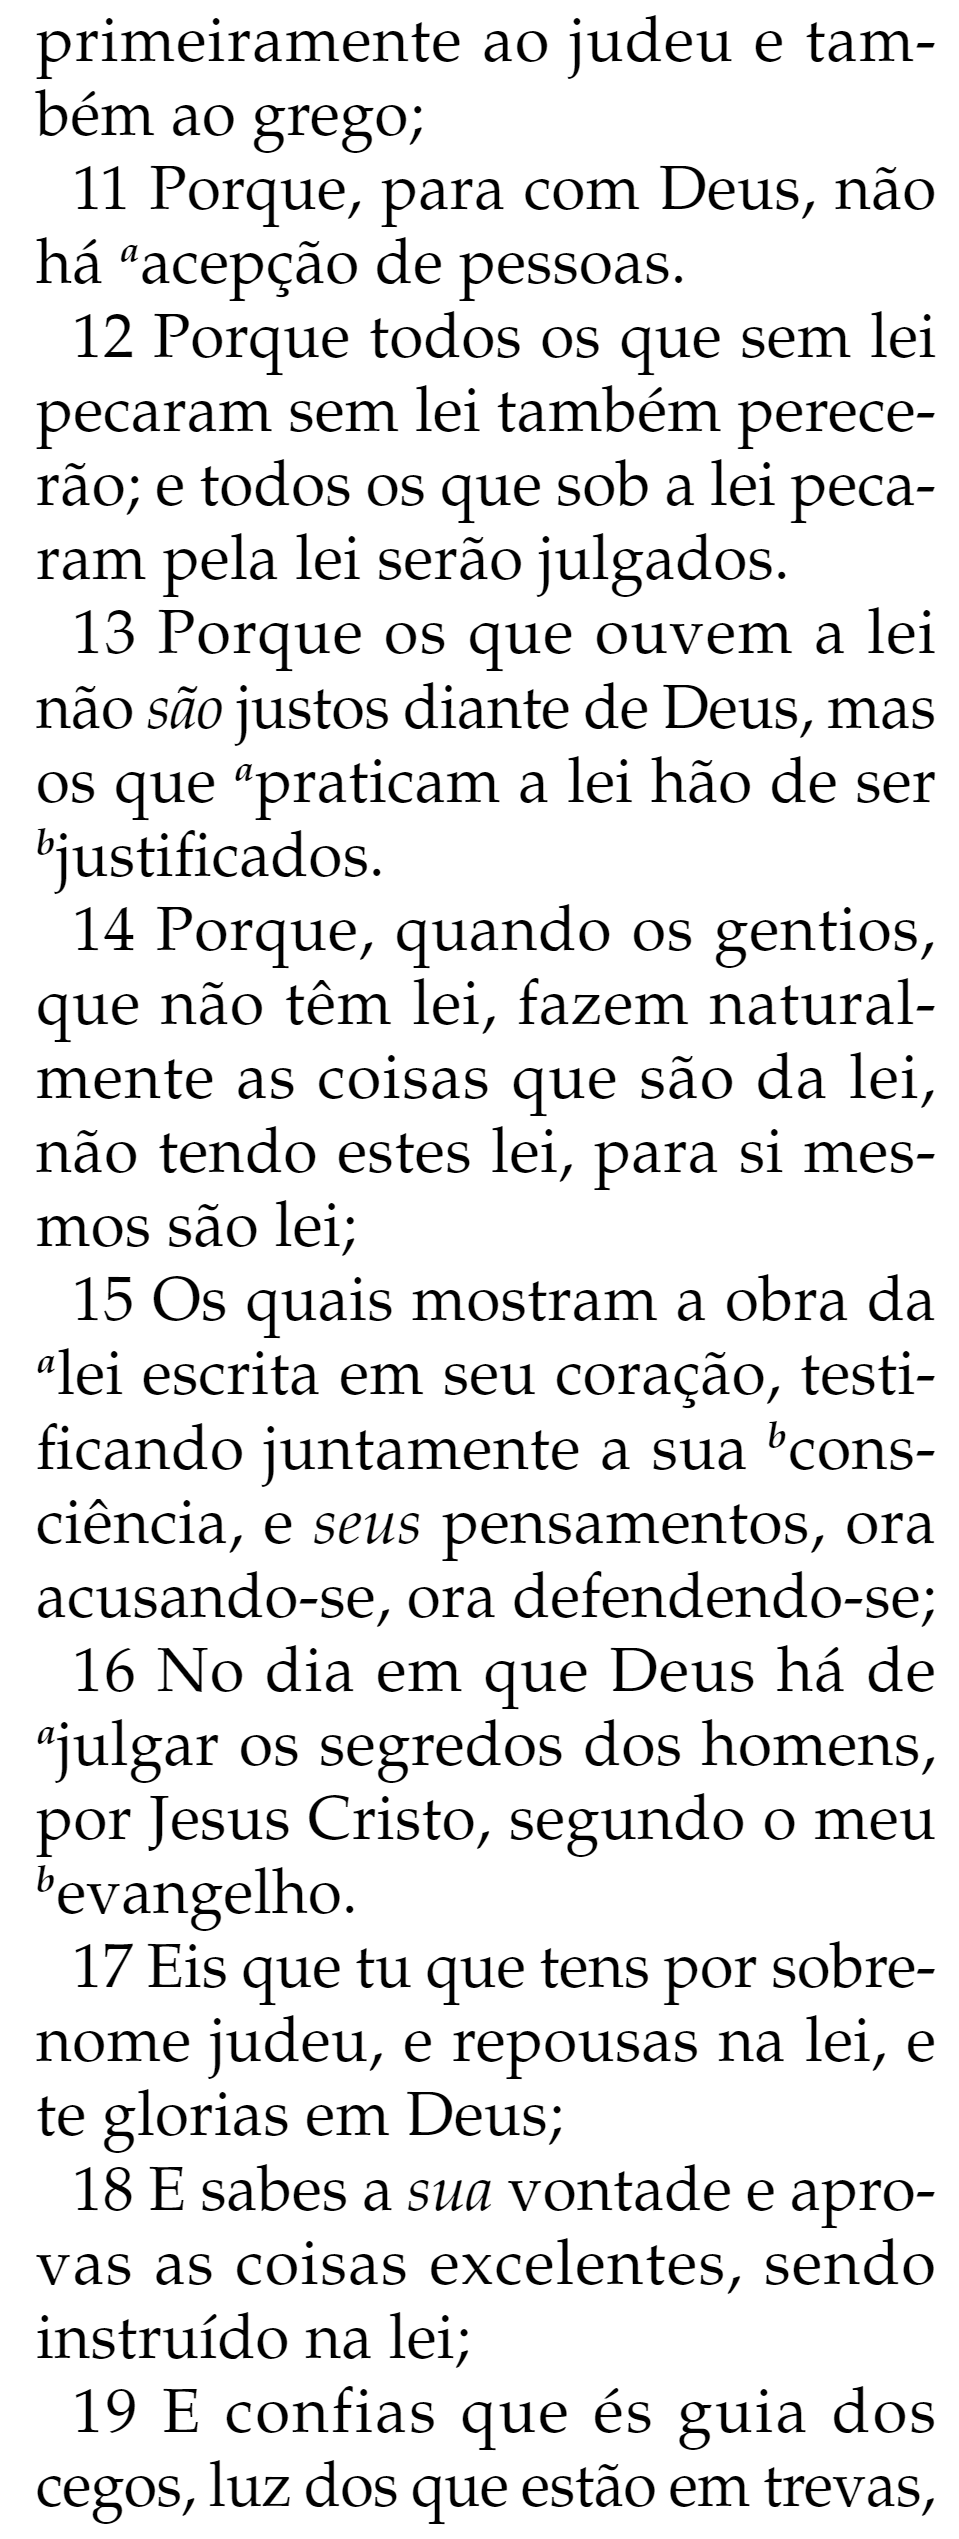 primeiramente ao judeu e tam-
bém ao grego;
11 Porque, para com Deus, não
há aacepção de pessoas.
12 Porque todos os que sem lei
pecaram sem lei também perece-
rão; e todos os que sob a lei peca-
ram pela lei serão julgados.
13 Porque os que ouvem a lei
não são justos diante de Deus, mas
os que apraticam a lei hão de ser
bjustificados.
14 Porque, quando os gentios,
que não têm lei, fazem natural-
mente as coisas que são da lei,
não tendo estes lei, para si mes-
mos são lei;
15 Os quais mostram a obra da
alei escrita em seu coração, testi-
ficando juntamente a sua bcons-
ciência, e seus pensamentos, ora
acusando-se, ora defendendo-se;
16 No dia em que Deus há de
ajulgar os segredos dos homens,
por Jesus Cristo, segundo o meu
bevangelho.
17 Eis que tu que tens por sobre-
nome judeu, e repousas na lei, e
te glorias em Deus;
18 E sabes a sua vontade e apro-
vas as coisas excelentes, sendo
instruído na lei;
19 E confias que és guia dos
cegos, luz dos que estão em trevas,